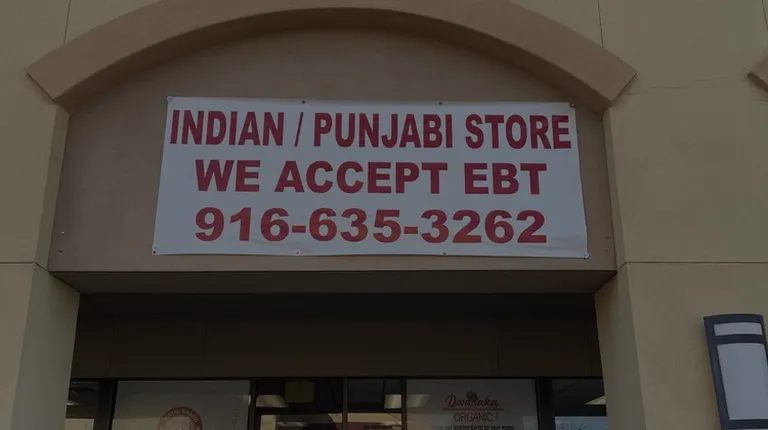 INDIAN / PUNJABI STORE
WE ACCEPT EBT
916-635-3262
Dwaraka
ORGANIC